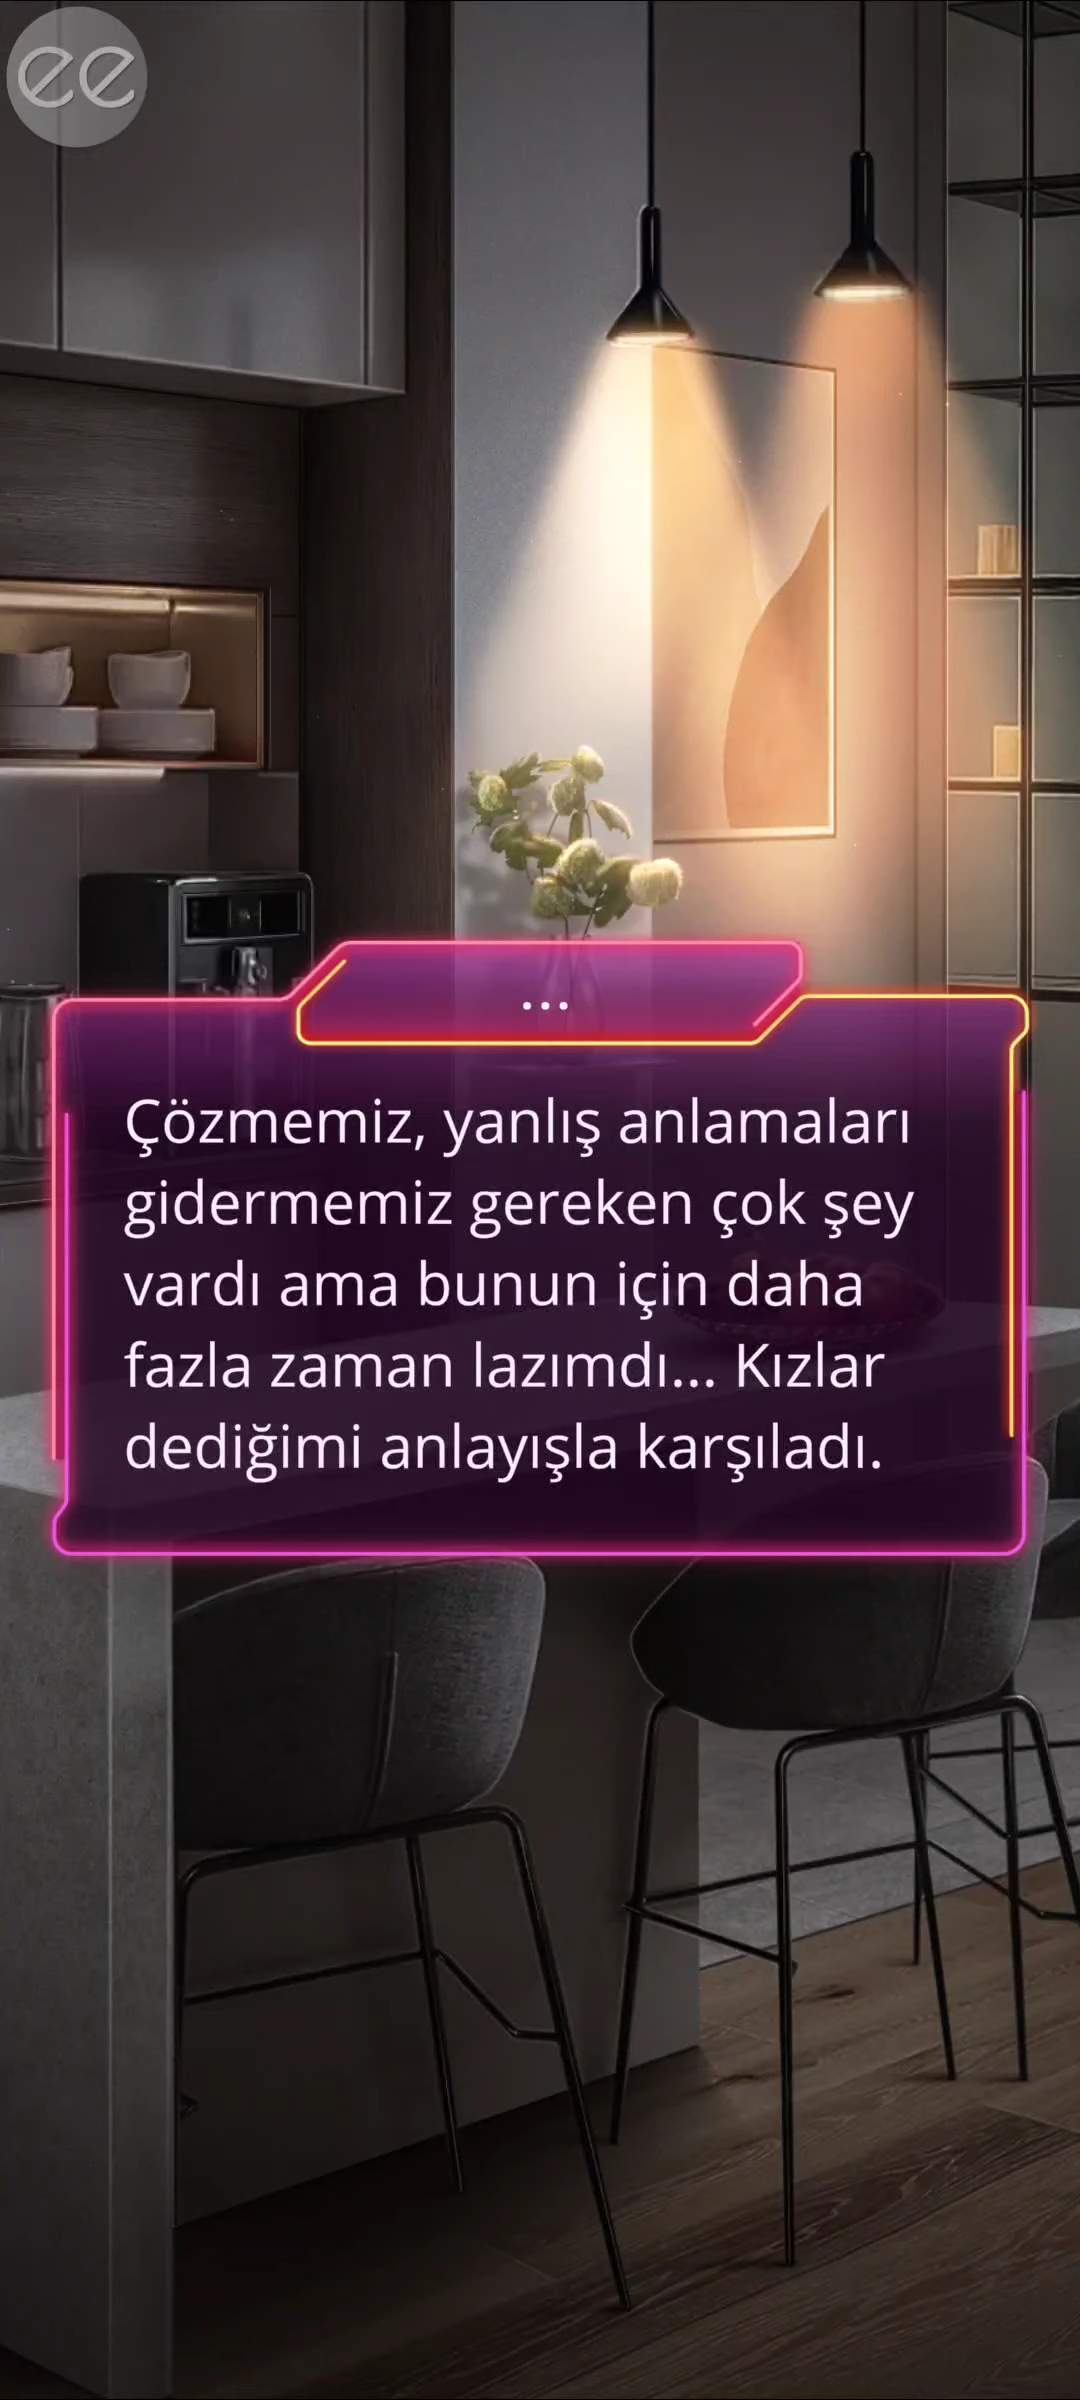 ee
...
Çözmemiz, yanlış anlamaları
gidermemiz gereken çok şey
vardı ama bunun için daha
fazla zaman lazımdı... Kızlar
dediğimi anlayışla karşıladı.